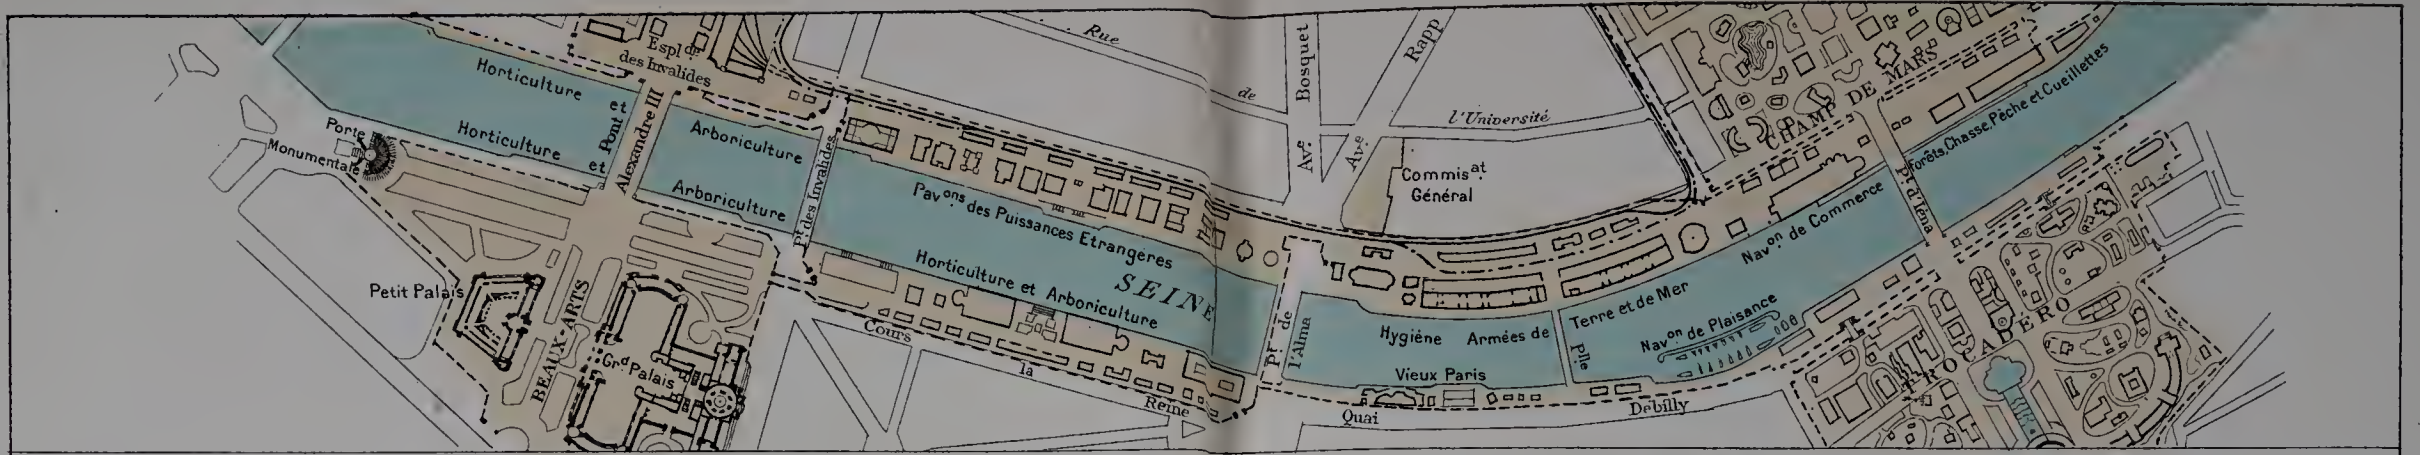 Espl.de
des Invalides
Horticulture et
Horticulture et
Pont
Alexandre III
Arboriculture
Arboriculture
Porte
Monumentale
Petit Palais
BEAUX-ARTS
Grd Palais
Pt. des Invalides
Pavons des Puissances Etrangères
Horticulture et Arboriculture
SEINE
Cours
la
Reine
Rue
de
l'Université
Ave. Bosquet
Ave. Rapp
Commisat.
Général
Pt. de
l'Alma
Hygiène
Armées de
Terre et de Mer
Vieux Paris
Plle
Navon de Commerce
Navon de Plaisance
Quai
Debilly
CHAMP DE MARS
Forêts, Chasse, Pêche et Cueillettes
Pt. d'Iéna
TROCADERO